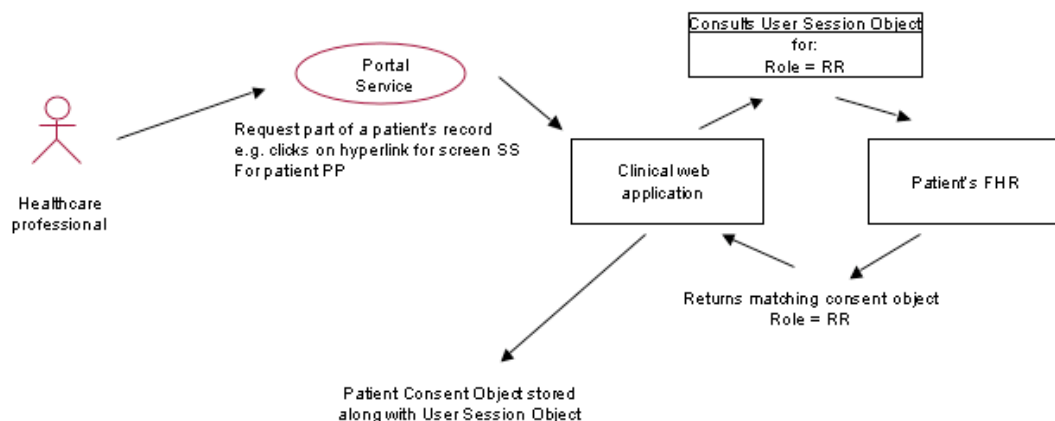 Consults User Session Object
for:
Role = RR
Portal
Service
Request part of a patient's record
e.g. clicks on hyperlink for screen SS
For patient PP
Clinical web
application
Patient's FHR
Healthcare
professional
Returns matching consent object
Role = RR
Patient Consent Object stored
along with User Session Object